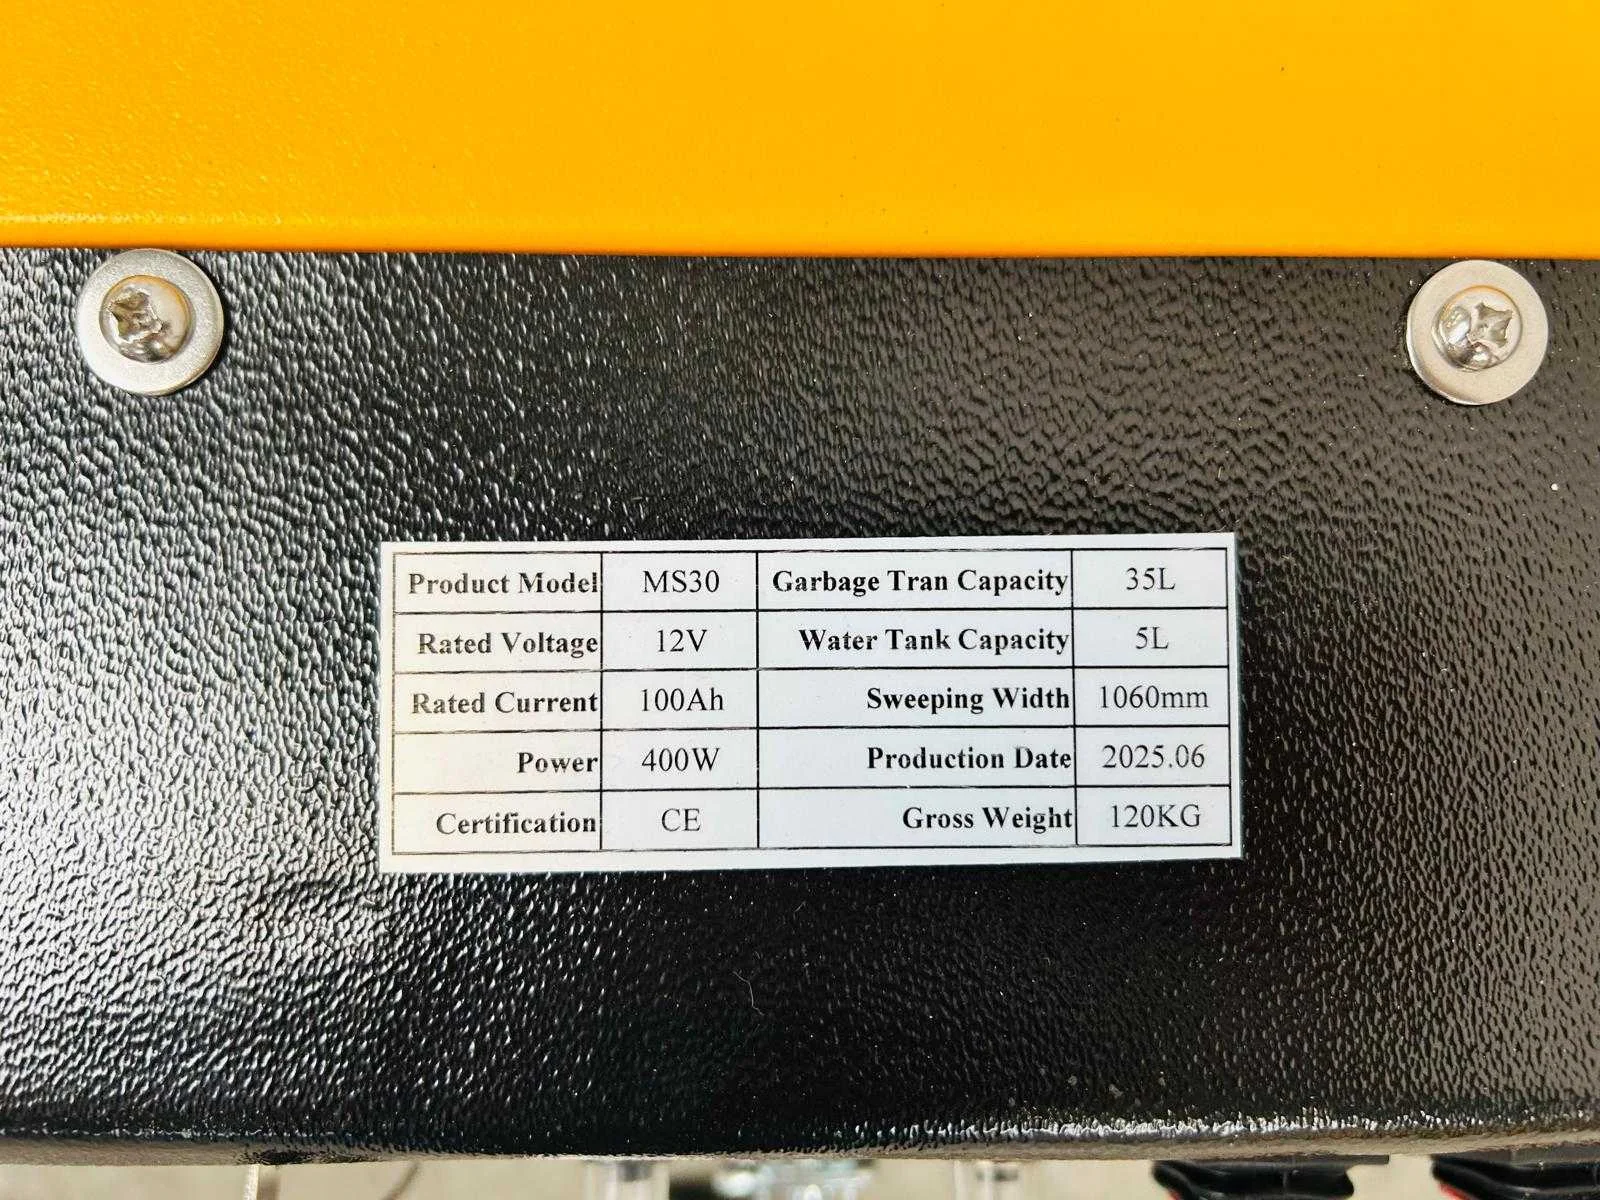 Product Model MS30 Garbage Tran Capacity 35L
Rated Voltage 12V Water Tank Capacity 5L
Rated Current 100Ah Sweeping Width 1060mm
Power 400W Production Date 2025.06
Certification CE Gross Weight 120KG